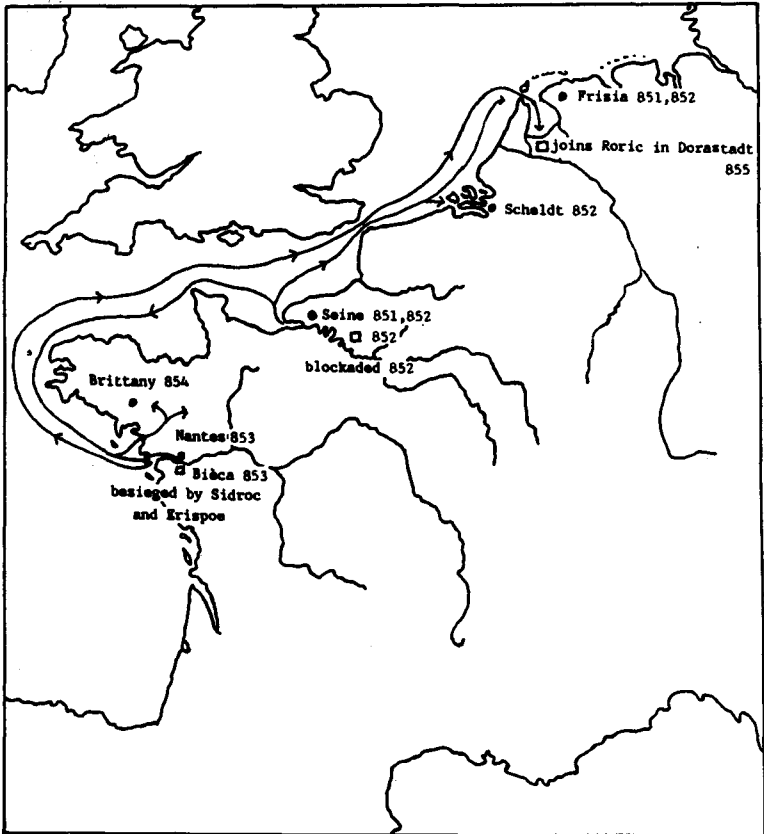 Frisia 851,852
joins Roric in Dorastadt
855
Scheldt 852
Seine 851,852
852
blockaded 852
Brittany 854
Nantes 853
Bièca 853
besieged by Sidroc
and Erispoe